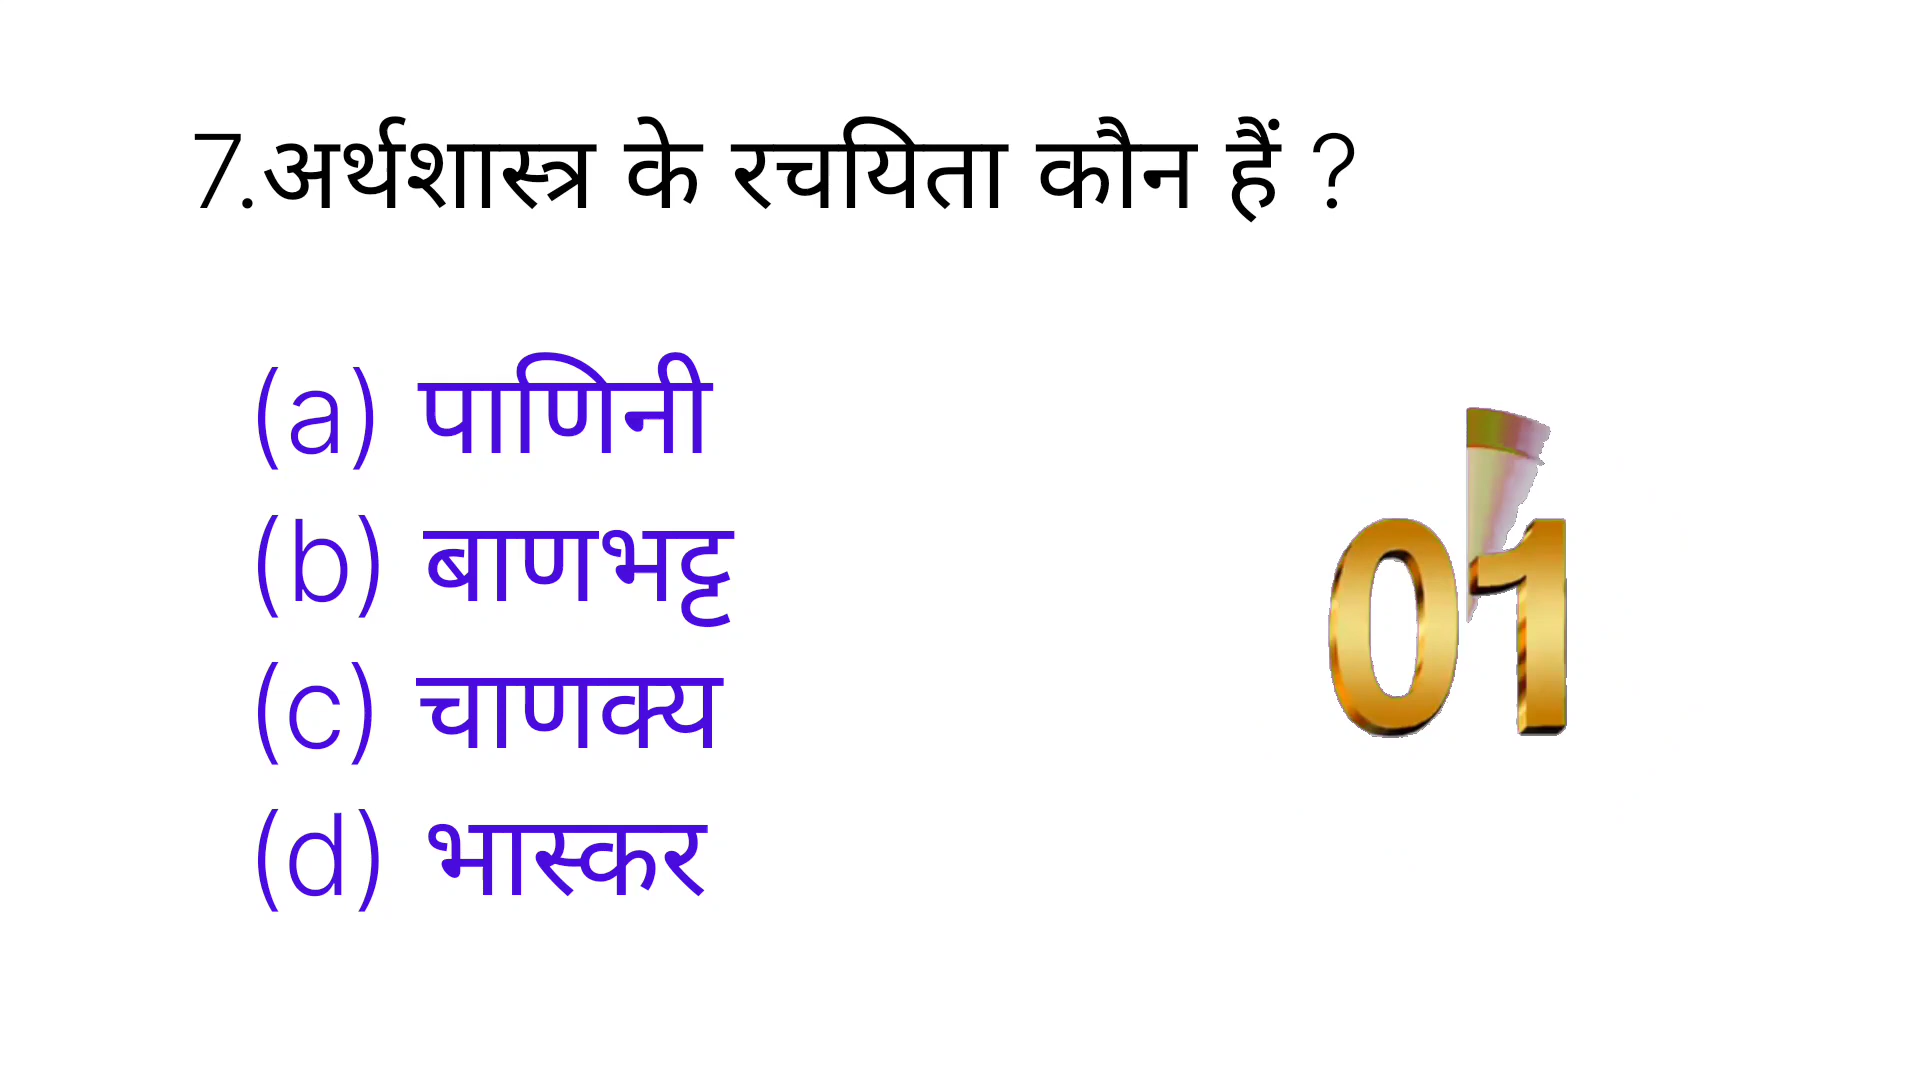 7.अर्थशास्त्र के रचयिता कौन हैं ?
(a) पाणिनी
(b) बाणभट्ट
(c) चाणक्य
(d) भास्कर
01